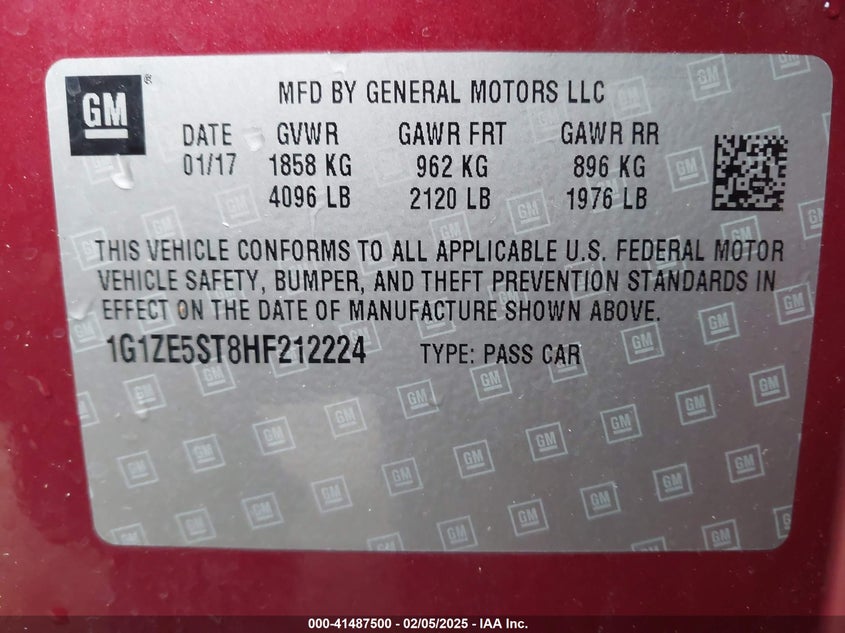 GM ®
MFD BY GENERAL MOTORS LLC
DATE GVWR GAWR FRT GAWR RR
01/17 1858 KG 962 KG 896 KG
4096 LB 2120 LB 1976 LB
THIS VEHICLE CONFORMS TO ALL APPLICABLE U.S. FEDERAL MOTOR
VEHICLE SAFETY, BUMPER, AND THEFT PREVENTION STANDARDS IN
EFFECT ON THE DATE OF MANUFACTURE SHOWN ABOVE.
1G1ZE5ST8HF212224 TYPE: PASS CAR
000-41487500 - 02/05/2025 - IAA Inc.